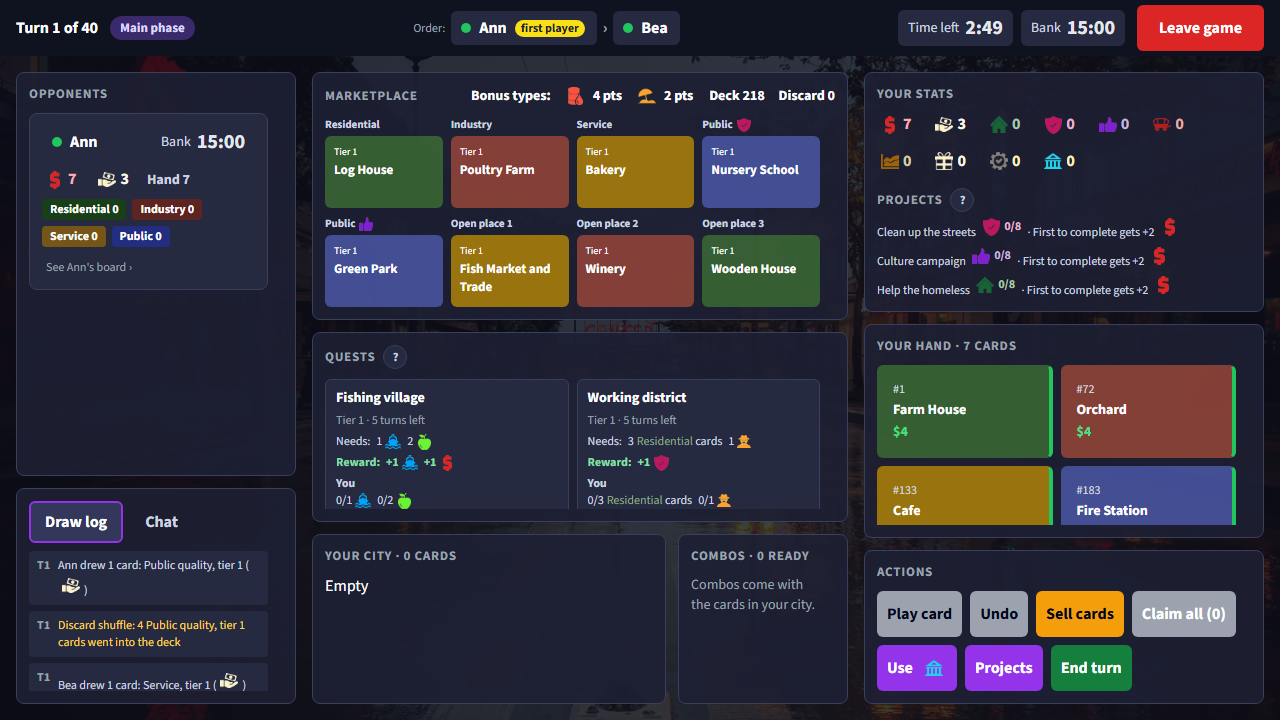 Turn 1 of 40 Main phase
Order: Ann first player › Bea
Time left 2:49 Bank 15:00 Leave game
OPPONENTS
Ann Bank 15:00
7 3 Hand 7
Residential 0 Industry 0
Service 0 Public 0
See Ann's board ›
Draw log Chat
T1 Ann drew 1 card: Public quality, tier 1 (
)
T1 Discard shuffle: 4 Public quality, tier 1
cards went into the deck
T1 Bea drew 1 card: Service, tier 1 ( )
MARKETPLACE Bonus types: 4 pts 2 pts Deck 218 Discard 0
Residential Industry Service Public
Tier 1 Tier 1 Tier 1 Tier 1
Log House Poultry Farm Bakery Nursery School
Public Open place 1 Open place 2 Open place 3
Tier 1 Tier 1 Tier 1 Tier 1
Green Park Fish Market and Winery Wooden House
Trade
QUESTS ?
Fishing village
Tier 1 · 5 turns left
Needs: 1 2
Reward: +1 +1 $
You
0/1 0/2
Working district
Tier 1 · 5 turns left
Needs: 3 Residential cards 1
Reward: +1
You
0/3 Residential cards 0/1
YOUR CITY · 0 CARDS
Empty
COMBOS · 0 READY
Combos come with
the cards in your city.
YOUR STATS
$ 7 3 0 0 0 0
0 0 0 0
PROJECTS ?
Clean up the streets 0/8 · First to complete gets +2 $
Culture campaign 0/8 · First to complete gets +2 $
Help the homeless 0/8 · First to complete gets +2 $
YOUR HAND · 7 CARDS
#1 #72
Farm House Orchard
$4 $4
#133 #183
Cafe Fire Station
ACTIONS
Play card Undo Sell cards Claim all (0)
Use Projects End turn